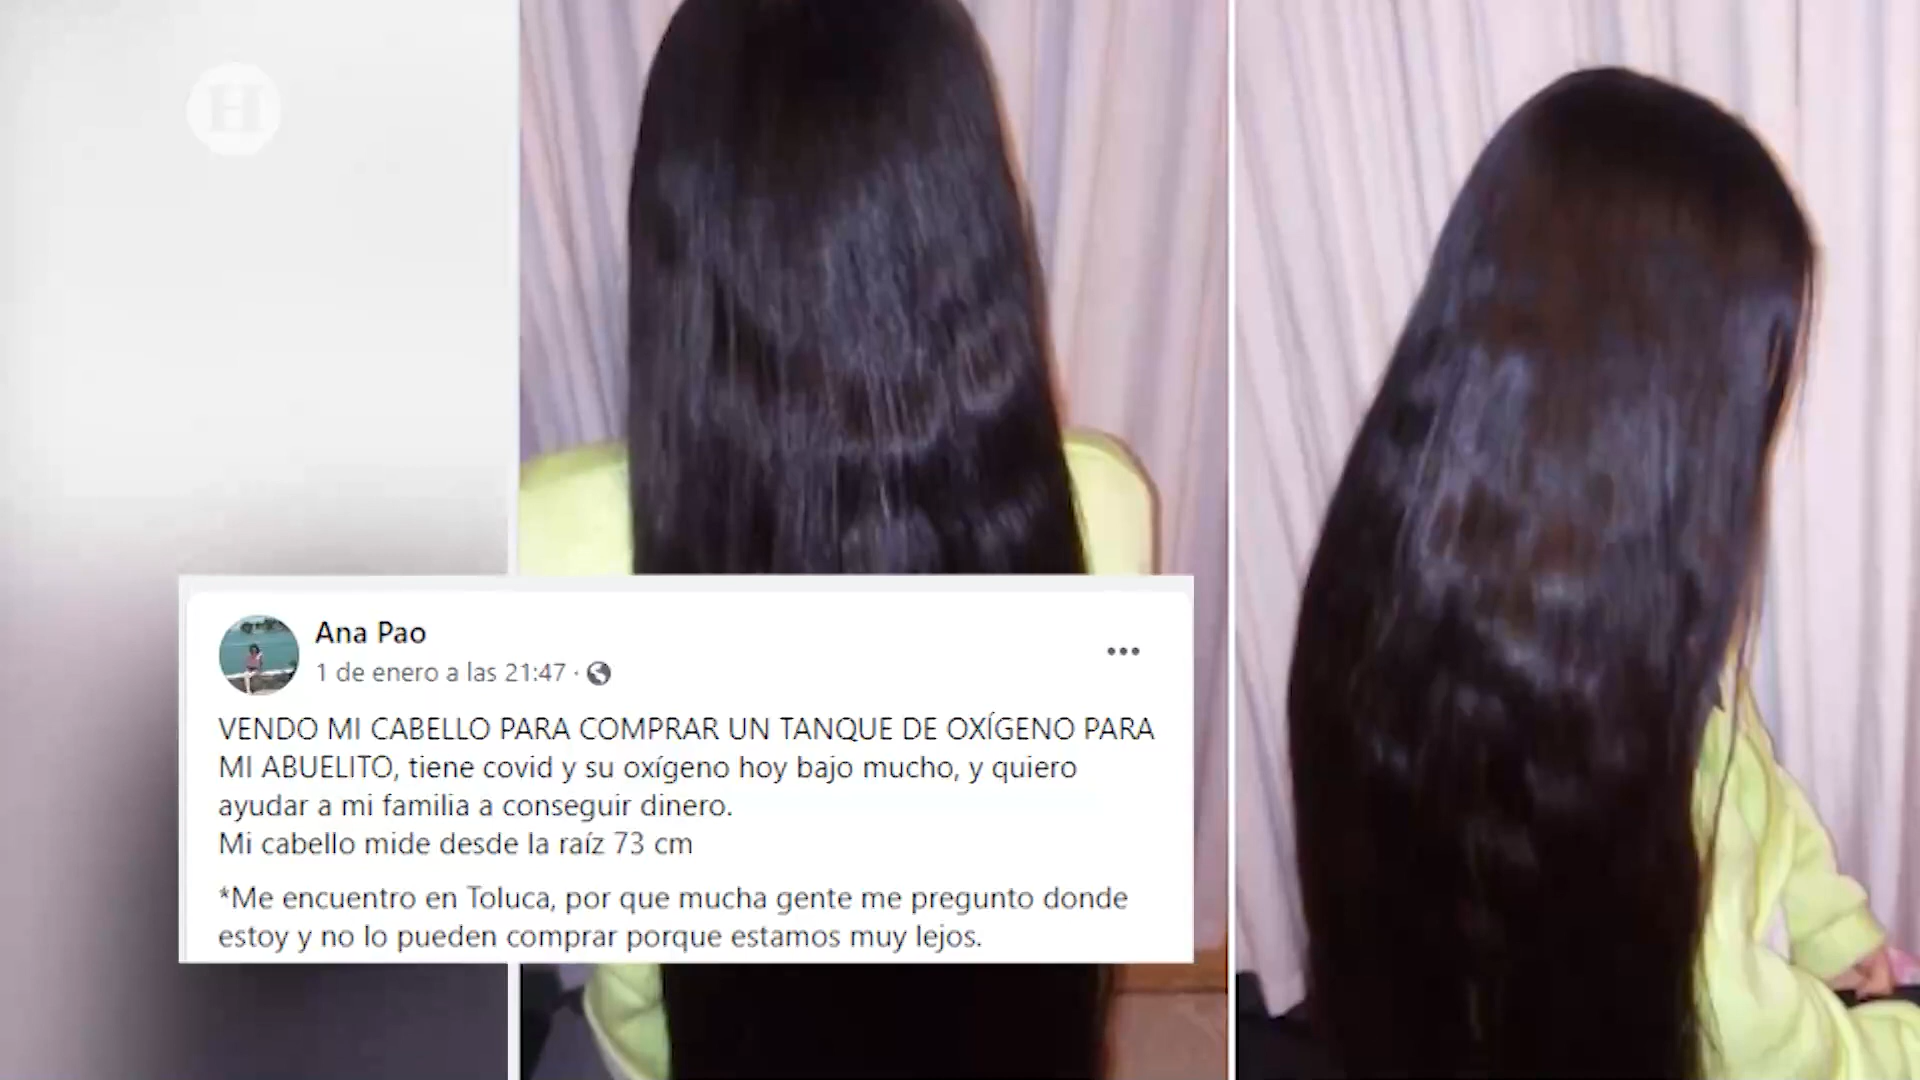 H
Ana Pao
1 de enero a las 21:47 ·
VENDO MI CABELLO PARA COMPRAR UN TANQUE DE OXÍGENO PARA
MI ABUELITO, tiene covid y su oxígeno hoy bajo mucho, y quiero
ayudar a mi familia a conseguir dinero.
Mi cabello mide desde la raíz 73 cm
*Me encuentro en Toluca, por que mucha gente me pregunto donde
estoy y no lo pueden comprar porque estamos muy lejos.